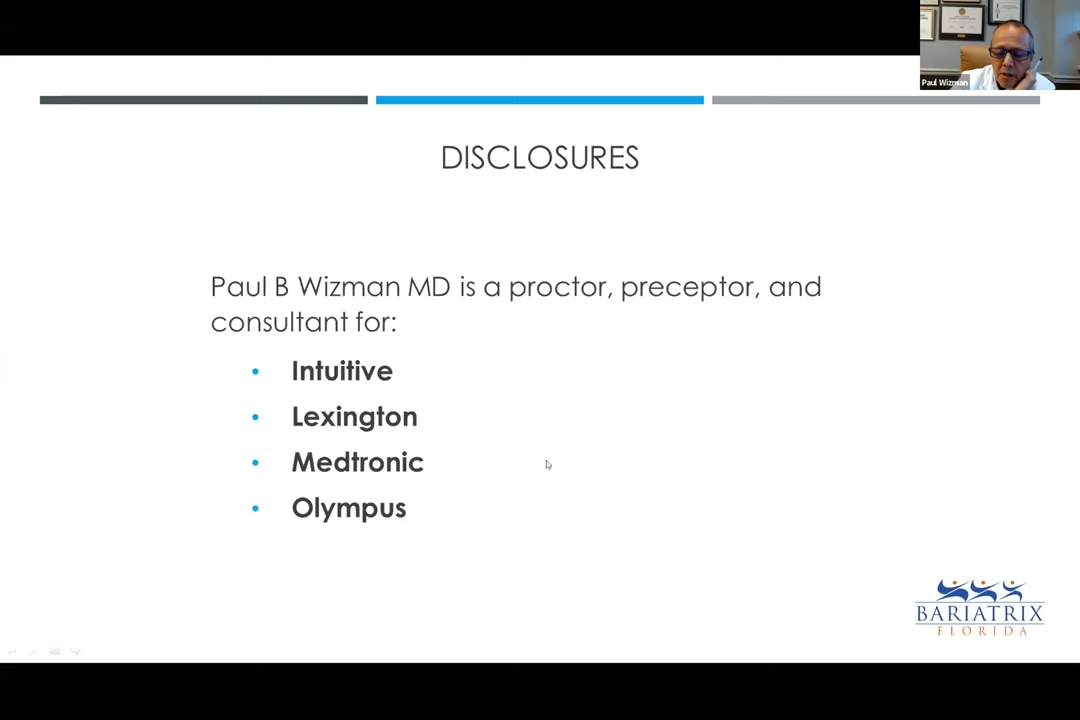 Paul Wizman
DISCLOSURES
Paul B Wizman MD is a proctor, preceptor, and
consultant for:
• Intuitive
• Lexington
• Medtronic
• Olympus
BARIATRIX
FLORIDA